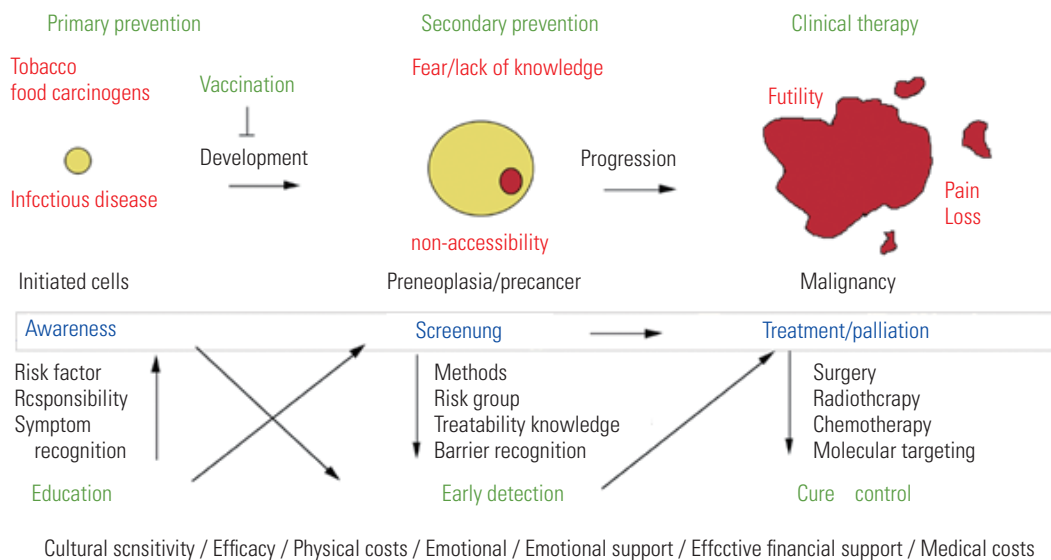 Primary prevention
Secondary prevention
Clinical therapy
Tobacco
food carcinogens
Vaccination
Fear/lack of knowledge
Futility
Development
Progression
Infcctious disease
non-accessibility
Pain
Loss
Initiated cells
Preneoplasia/precancer
Malignancy
Awareness
Screenung
Treatment/palliation
Risk factor
Rcsponsibility
Symptom
recognition
Methods
Risk group
Treatability knowledge
Barrier recognition
Surgery
Radiothcrapy
Chemotherapy
Molecular targeting
Education
Early detection
Cure control
Cultural scnsitivity / Efficacy / Physical costs / Emotional / Emotional support / Effcctive financial support / Medical costs